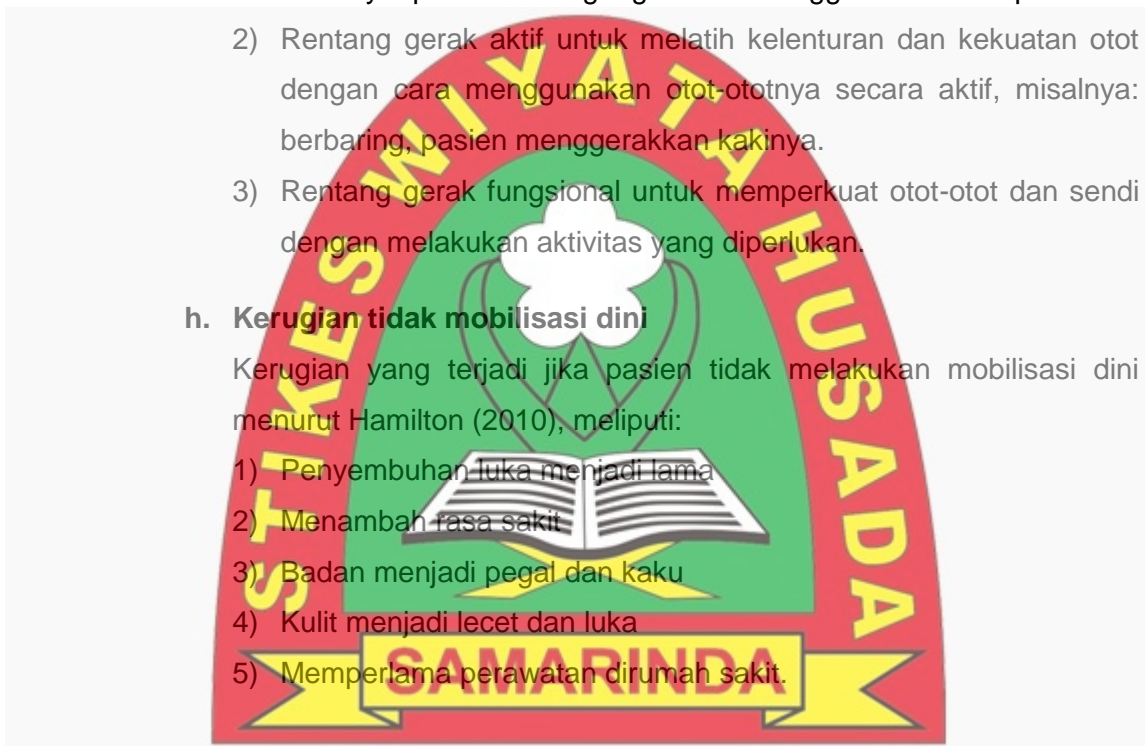 2) Rentang gerak aktif untuk melatih kelenturan dan kekuatan otot
dengan cara menggunakan otot-ototnya secara aktif, misalnya:
berbaring, pasien menggerakkan kakinya.
3) Rentang gerak fungsional untuk memperkuat otot-otot dan sendi
dengan melakukan aktivitas yang diperlukan.
h. Kerugian tidak mobilisasi dini
Kerugian yang terjadi jika pasien tidak melakukan mobilisasi dini
menurut Hamilton (2010), meliputi:
1) Penyembuhan luka menjadi lama
2) Menambah rasa sakit
3) Badan menjadi pegal dan kaku
4) Kulit menjadi lecet dan luka
5) Memperlama perawatan dirumah sakit.
STIKES WIYATA HUSADA
SAMARINDA